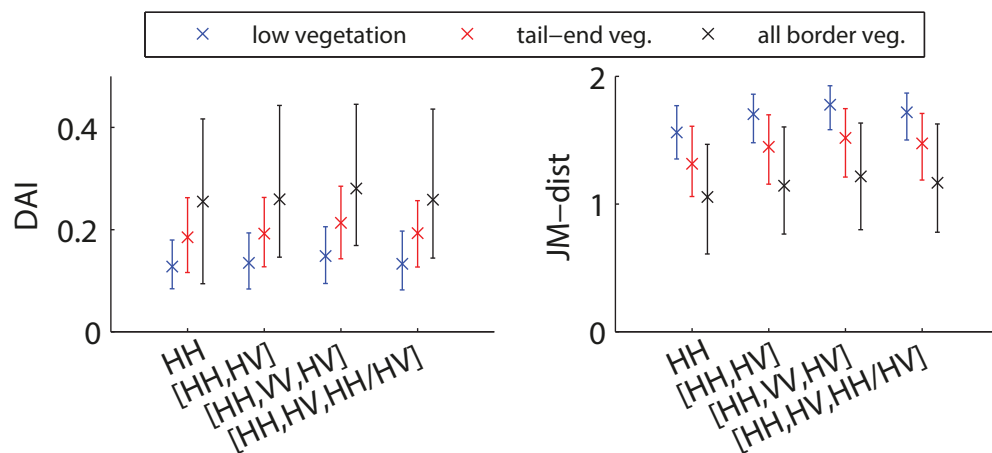 low vegetation
tail−end veg.
all border veg.
DAI
0.4
0.2
0
HH
[HH,HV]
[HH,VV,HV]
[HH,HV,HH/HV]
JM−dist
2
1
0
HH
[HH,HV]
[HH,VV,HV]
[HH,HV,HH/HV]